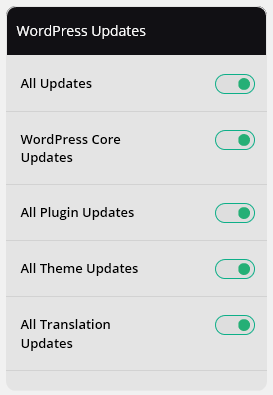 WordPress Updates
All Updates
WordPress Core
Updates
All Plugin Updates
All Theme Updates
All Translation
Updates